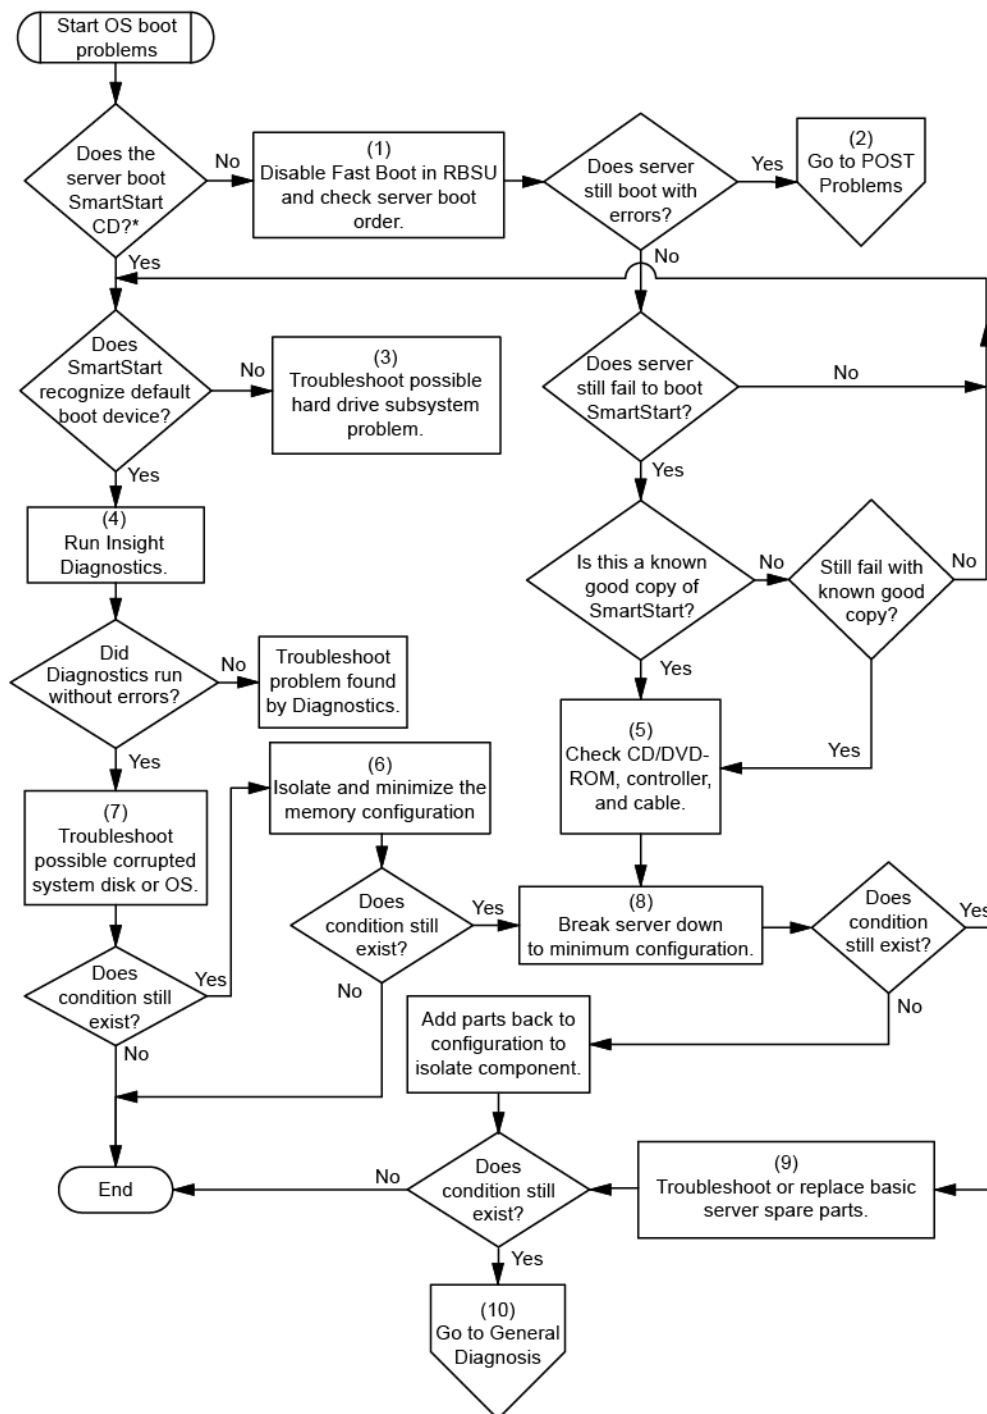 Start OS boot
problems
Does the
server boot
SmartStart
CD?*
No
Yes
(1)
Disable Fast Boot in RBSU
and check server boot
order.
Does server
still boot with
errors?
Yes
No
(2)
Go to POST
Problems
Does
SmartStart
recognize default
boot device?
No
Yes
(3)
Troubleshoot possible
hard drive subsystem
problem.
Does server
still fail to boot
SmartStart?
No
Yes
(4)
Run Insight
Diagnostics.
Is this a known
good copy of
SmartStart?
No
Yes
Still fail with
known good
copy?
No
Yes
Did
Diagnostics run
without errors?
No
Yes
Troubleshoot
problem found
by Diagnostics.
(5)
Check CD/DVD-
ROM, controller,
and cable.
(6)
Isolate and minimize the
memory configuration
(7)
Troubleshoot
possible corrupted
system disk or OS.
Does
condition still
exist?
Yes
No
(8)
Break server down
to minimum configuration.
Does
condition
still exist?
Yes
No
Does
condition still
exist?
Yes
No
Add parts back to
configuration to
isolate component.
(9)
Troubleshoot or replace basic
server spare parts.
Does
condition still
exist?
No
Yes
End
(10)
Go to General
Diagnosis